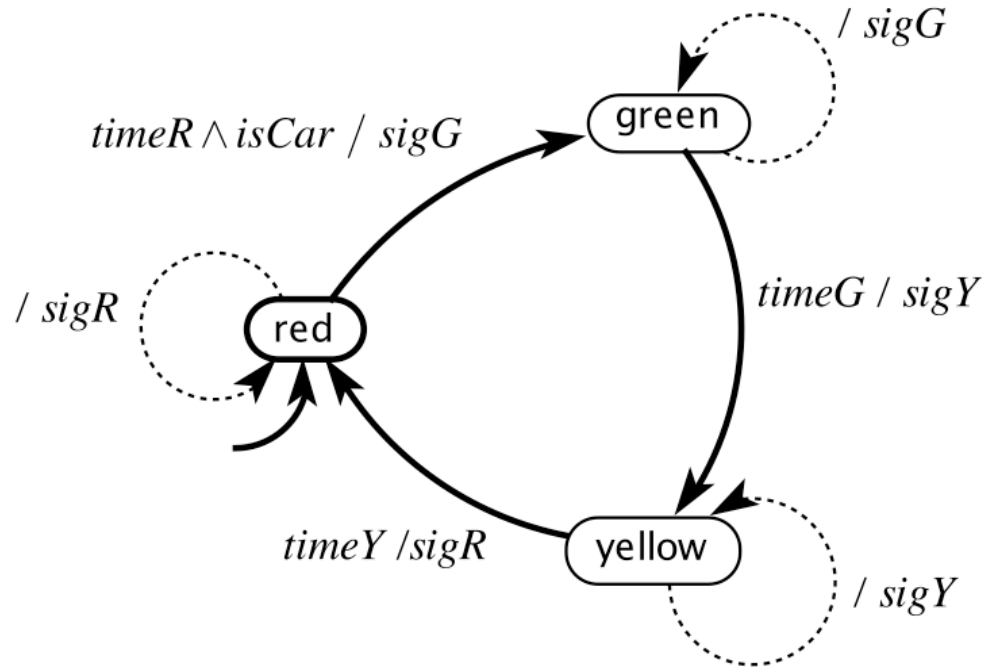 / sigG
green
timeR ∧ isCar / sigG
timeG / sigY
/ sigR
red
timeY /sigR
yellow
/ sigY